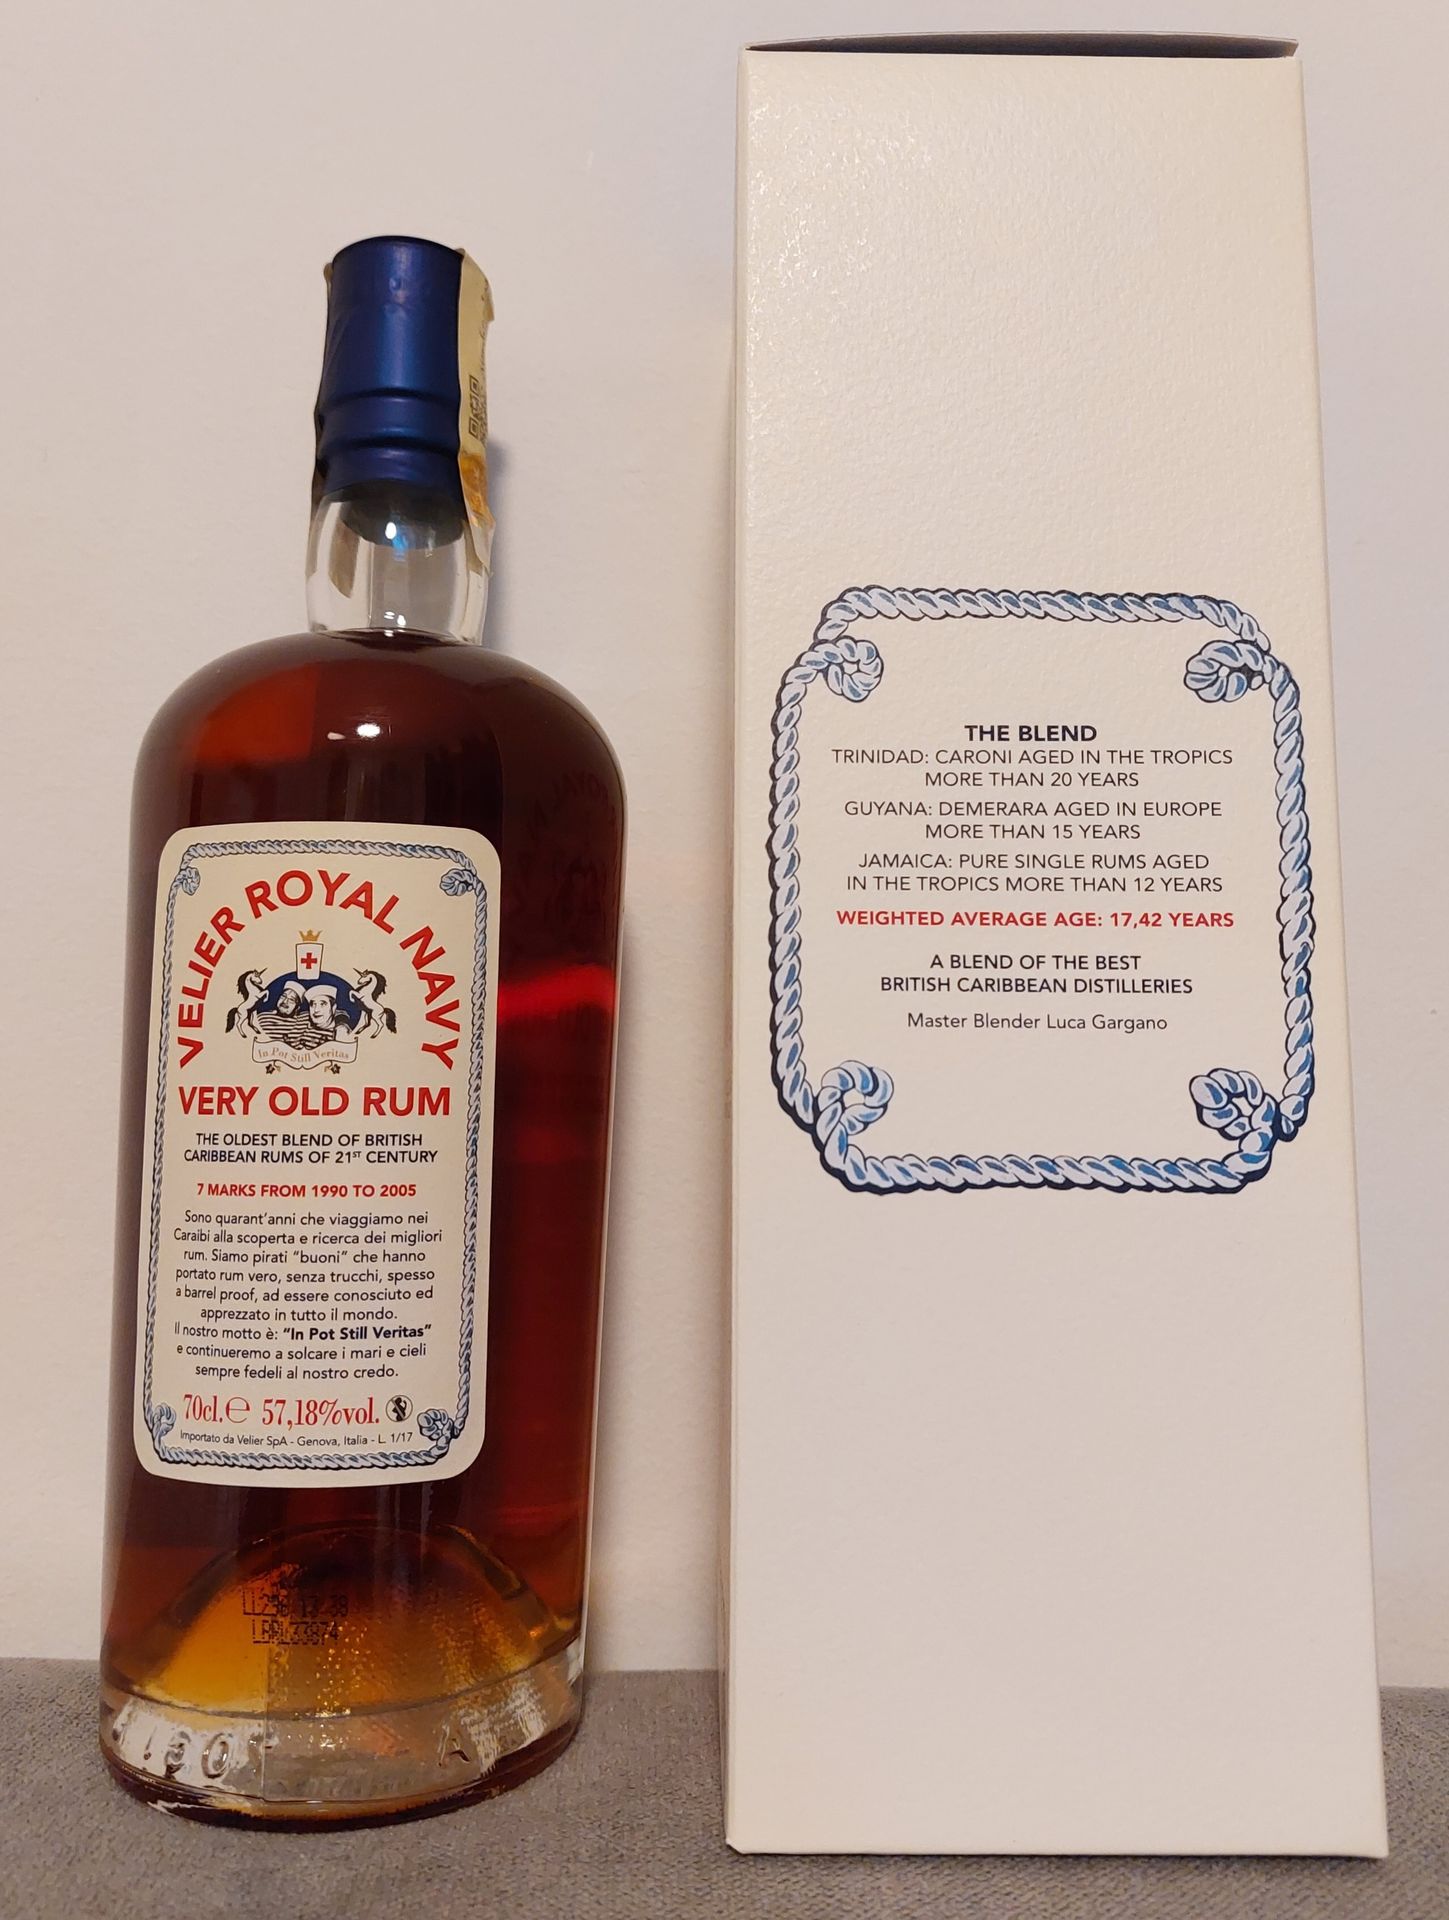 VELIER ROYAL NAVY
In Pot Still Veritas
VERY OLD RUM
THE OLDEST BLEND OF BRITISH
CARIBBEAN RUMS OF 21ST CENTURY
7 MARKS FROM 1990 TO 2005
Sono quarant'anni che viaggiamo nei
Caraibi alla scoperta e ricerca dei migliori
rum. Siamo pirati "buoni" che hanno
portato rum vero, senza trucchi, spesso
a barrel proof, ad essere conosciuto ed
apprezzato in tutto il mondo.
Il nostro motto è: "In Pot Still Veritas"
e continueremo a solcare i mari e cieli
sempre fedeli al nostro credo.
70cl.℮ 57,18%vol.
Importato da Velier SpA - Genova, Italia - L. 1/17
THE BLEND
TRINIDAD: CARONI AGED IN THE TROPICS
MORE THAN 20 YEARS
GUYANA: DEMERARA AGED IN EUROPE
MORE THAN 15 YEARS
JAMAICA: PURE SINGLE RUMS AGED
IN THE TROPICS MORE THAN 12 YEARS
WEIGHTED AVERAGE AGE: 17,42 YEARS
A BLEND OF THE BEST
BRITISH CARIBBEAN DISTILLERIES
Master Blender Luca Gargano